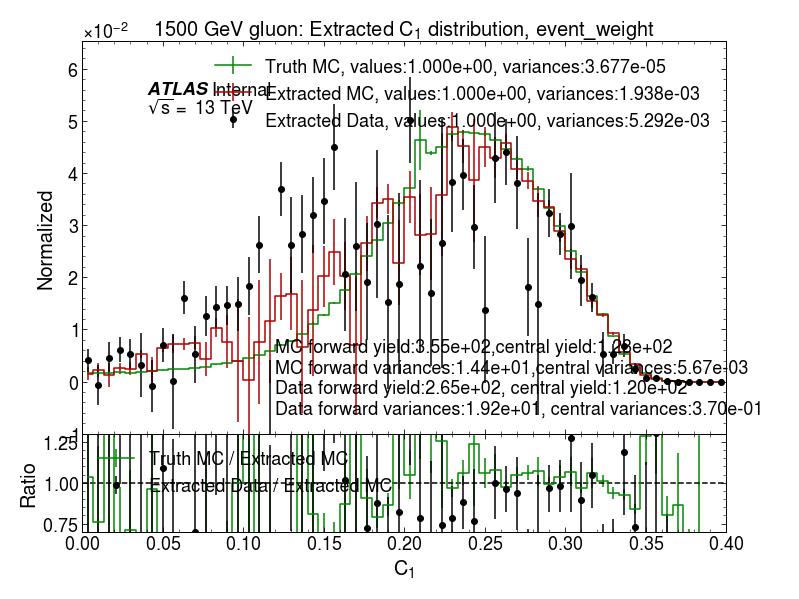 ×10⁻²
1500 GeV gluon: Extracted C₁ distribution, event_weight
Truth MC, values:1.000e+00, variances:3.677e-05
ATLAS Internal
Extracted MC, values:1.000e+00, variances:1.938e-03
√s = 13 TeV
Extracted Data, values:1.000e+00, variances:5.292e-03
6
5
4
3
2
1
0
Normalized
MC forward yield:3.55e+02,central yield:1.28e+02
MC forward variances:1.44e+01,central variances:5.67e-03
Data forward yield:2.65e+02, central yield:1.20e+02
Data forward variances:1.92e+01, central variances:3.70e-01
1.25
1.00
0.75
Ratio
Truth MC / Extracted MC
Extracted Data / Extracted MC
0.00 0.05 0.10 0.15 0.20 0.25 0.30 0.35 0.40
C₁